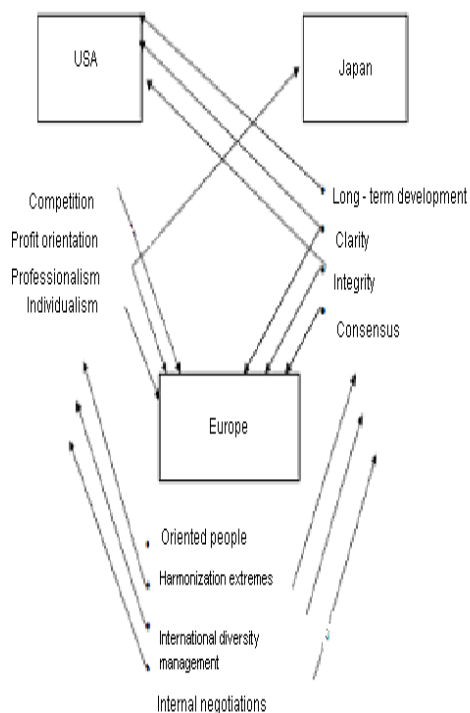 USA
Japan
Competition
Profit orientation
Professionalism
Individualism
Long - term development
Clarity
Integrity
Consensus
Europe
Oriented people
Harmonization extremes
International diversity
management
Internal negotiations